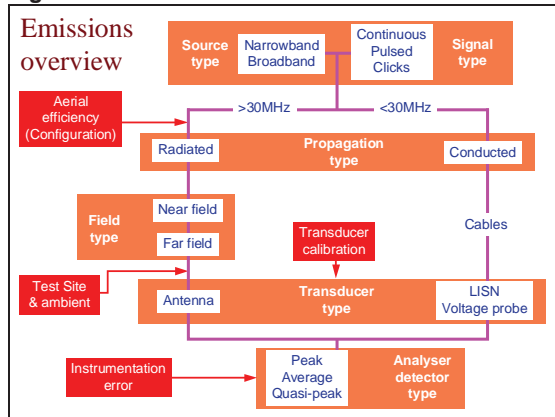 Emissions
overview
Source
type
Narrowband
Broadband
Continuous
Pulsed
Clicks
Signal
type
Aerial
efficiency
(Configuration)
>30MHz
<30MHz
Radiated
Propagation
type
Conducted
Field
type
Near field
Far field
Transducer
calibration
Cables
Test Site
& ambient
Antenna
Transducer
type
LISN
Voltage probe
Instrumentation
error
Peak
Average
Quasi-peak
Analyser
detector
type